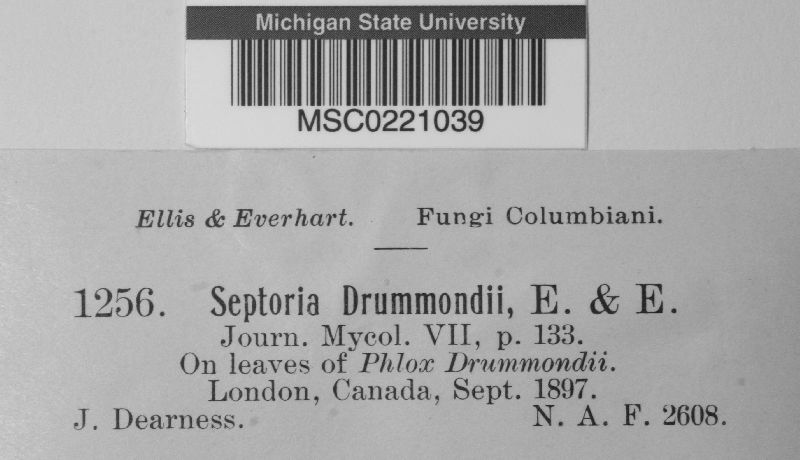 Michigan State University
MSC0221039
Ellis & Everhart. Fungi Columbiani.
1256. Septoria Drummondii, E. & E.
Journ. Mycol. VII, p. 133.
On leaves of Phlox Drummondii.
London, Canada, Sept. 1897.
J. Dearness. N. A. F. 2608.